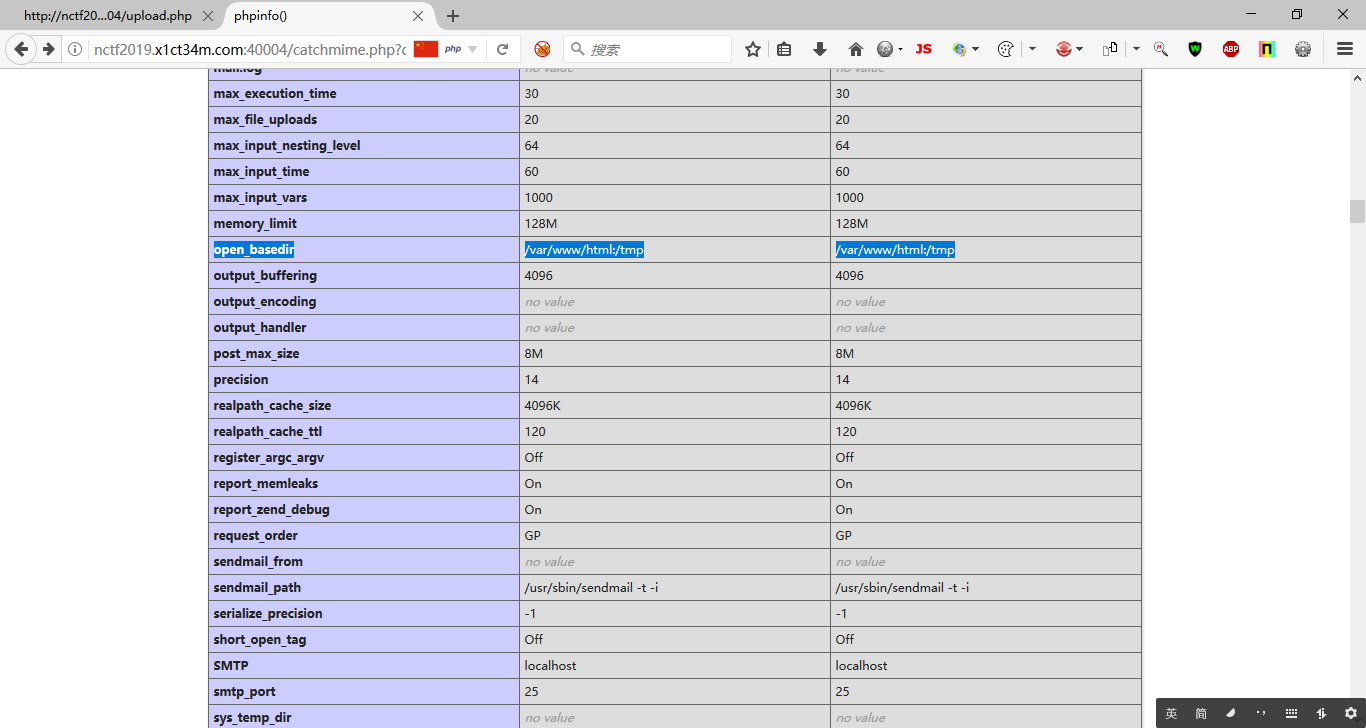 http://nctf20...04/upload.php
phpinfo()
nctf2019.x1ct34m.com:40004/catchmime.php?c
php
搜索
JS
ABP
no value no value
max_execution_time 30 30
max_file_uploads 20 20
max_input_nesting_level 64 64
max_input_time 60 60
max_input_vars 1000 1000
memory_limit 128M 128M
open_basedir /var/www/html:/tmp /var/www/html:/tmp
output_buffering 4096 4096
output_encoding no value no value
output_handler no value no value
post_max_size 8M 8M
precision 14 14
realpath_cache_size 4096K 4096K
realpath_cache_ttl 120 120
register_argc_argv Off Off
report_memleaks On On
report_zend_debug On On
request_order GP GP
sendmail_from no value no value
sendmail_path /usr/sbin/sendmail -t -i /usr/sbin/sendmail -t -i
serialize_precision -1 -1
short_open_tag Off Off
SMTP localhost localhost
smtp_port 25 25
sys_temp_dir no value no value
英 简